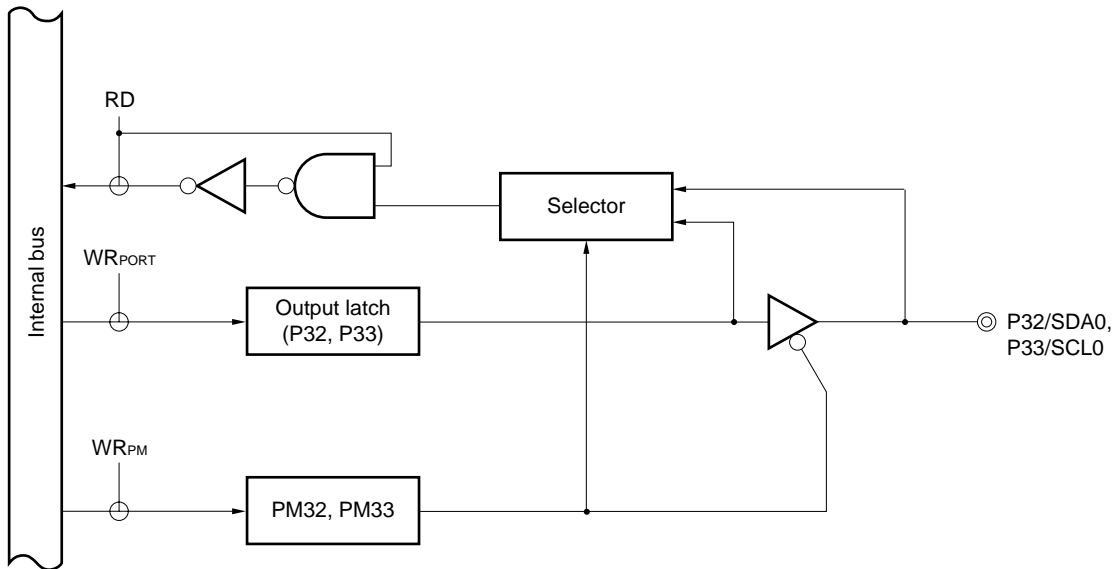 RD
Selector
Internal bus
WRPORT
Output latch
(P32, P33)
P32/SDA0,
P33/SCL0
WRPM
PM32, PM33